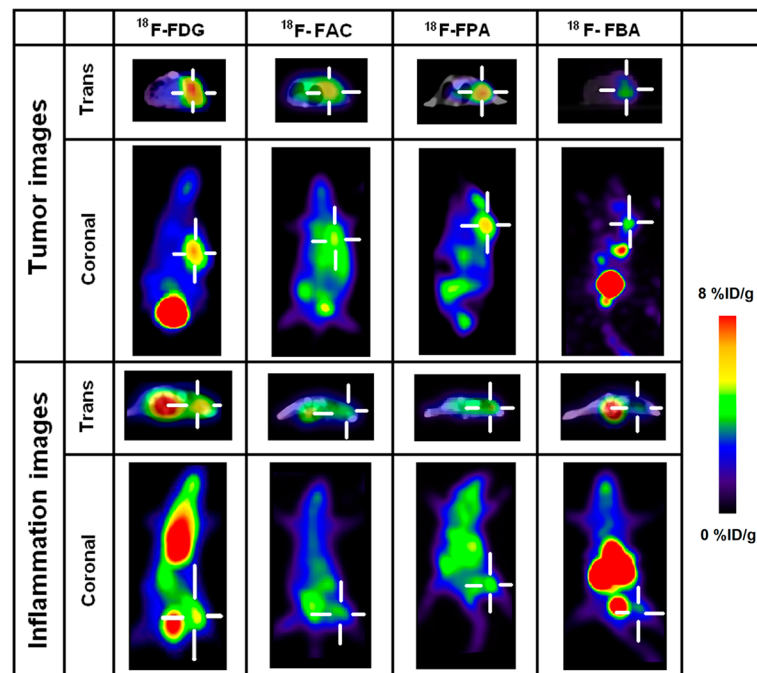 ¹⁸F-FDG
¹⁸F- FAC
¹⁸F-FPA
¹⁸F- FBA
Tumor images
Trans
Coronal
Inflammation images
Trans
Coronal
8 %ID/g
0 %ID/g